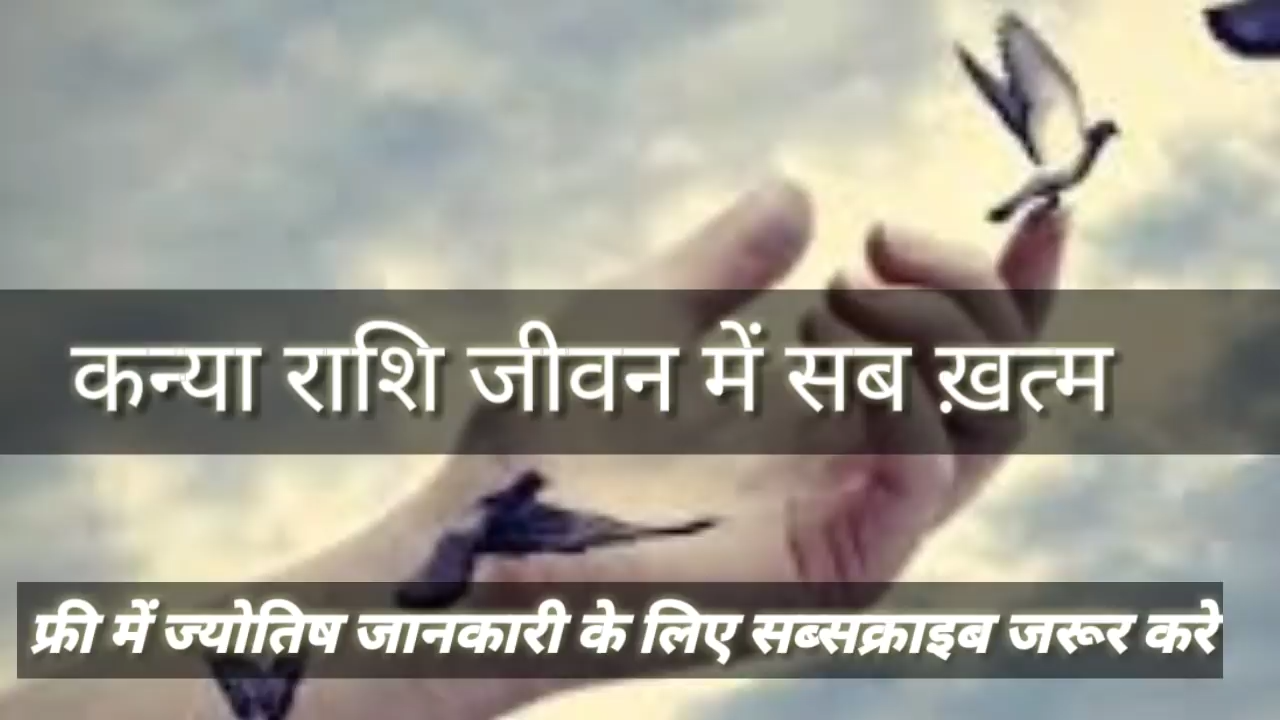 कन्या राशि जीवन में सब ख़त्म
फ्री में ज्योतिष जानकारी के लिए सब्सक्राइब जरूर करे